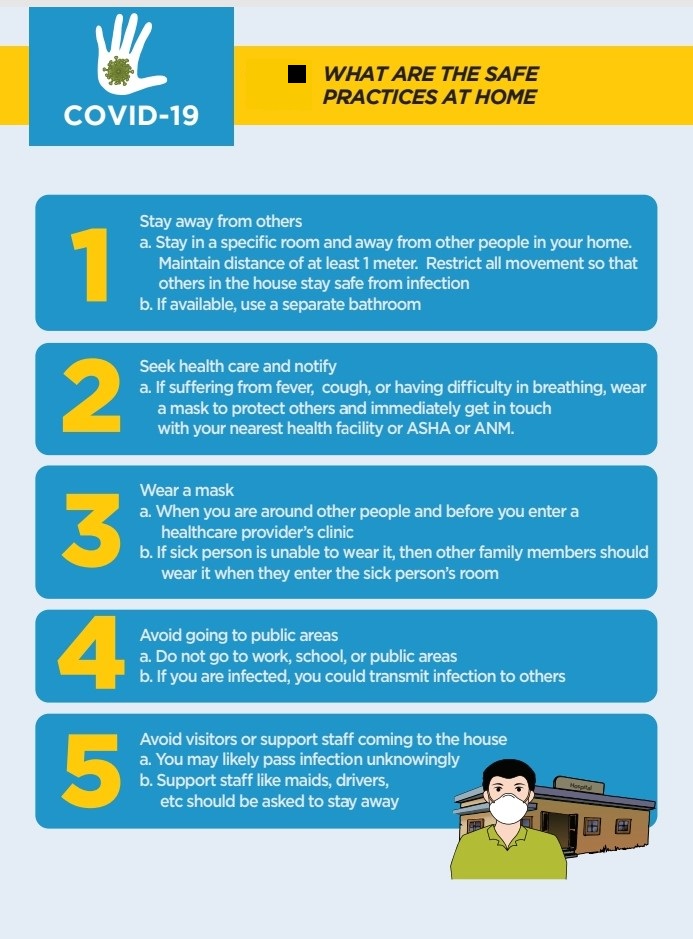 COVID-19
WHAT ARE THE SAFE
PRACTICES AT HOME
1
Stay away from others
a. Stay in a specific room and away from other people in your home.
Maintain distance of at least 1 meter. Restrict all movement so that
others in the house stay safe from infection
b. If available, use a separate bathroom
2
Seek health care and notify
a. If suffering from fever, cough, or having difficulty in breathing, wear
a mask to protect others and immediately get in touch
with your nearest health facility or ASHA or ANM.
3
Wear a mask
a. When you are around other people and before you enter a
healthcare provider's clinic
b. If sick person is unable to wear it, then other family members should
wear it when they enter the sick person's room
4
Avoid going to public areas
a. Do not go to work, school, or public areas
b. If you are infected, you could transmit infection to others
5
Avoid visitors or support staff coming to the house
a. You may likely pass infection unknowingly
b. Support staff like maids, drivers,
etc should be asked to stay away
Hospital